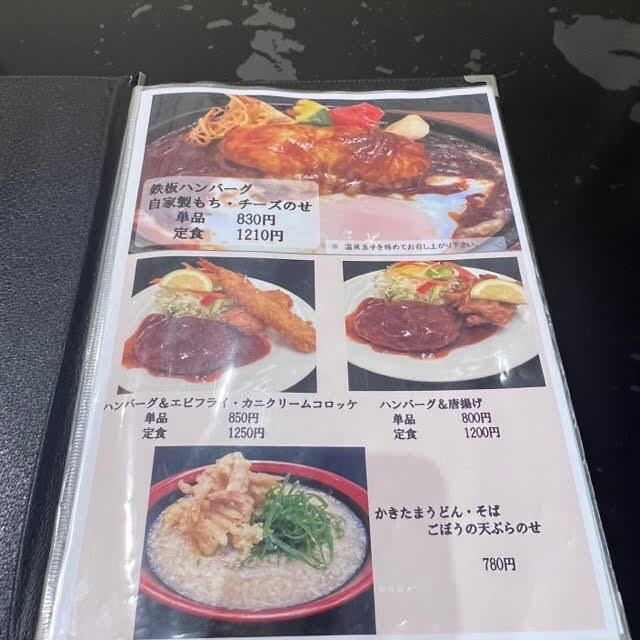 鉄板ハンバーグ
自家製もち・チーズのせ
単品 830円
定食 1210円
※ 温泉玉子を絡めてお召し上がり下さい。
ハンバーグ＆エビフライ・カニクリームコロッケ
単品 850円
定食 1250円
ハンバーグ＆唐揚げ
単品 800円
定食 1200円
かきたまうどん・そば
ごぼうの天ぷらのせ
780円